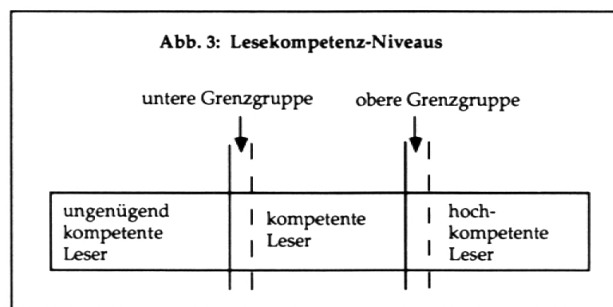 Abb. 3: Lesekompetenz-Niveaus
untere Grenzgruppe
obere Grenzgruppe
ungenügend
kompetente
Leser
kompetente
Leser
hoch-
kompetente
Leser